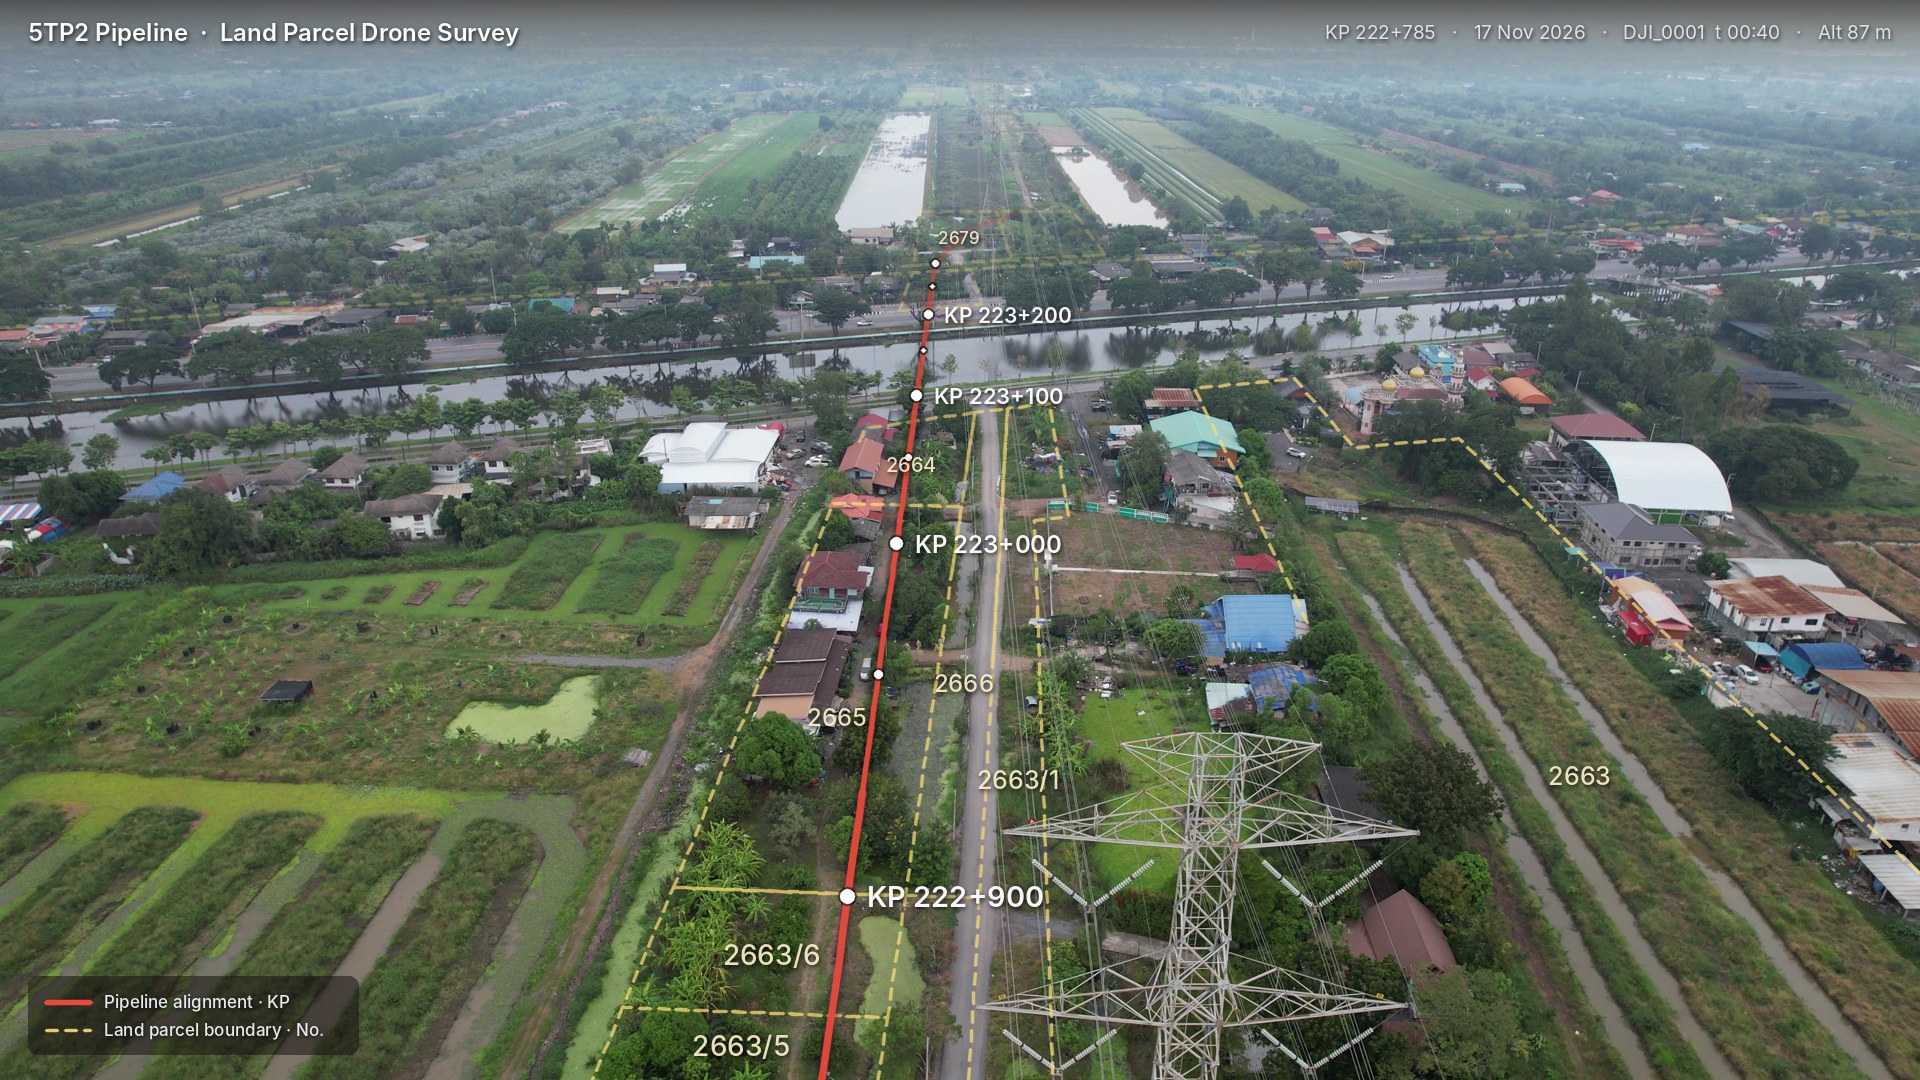 5TP2 Pipeline · Land Parcel Drone Survey
KP 222+785 · 17 Nov 2026 · DJI_0001 t 00:40 · Alt 87 m
2679
KP 223+200
KP 223+100
2664
KP 223+000
2666
2665
2663/1
2663
KP 222+900
2663/6
2663/5
Pipeline alignment · KP
Land parcel boundary · No.